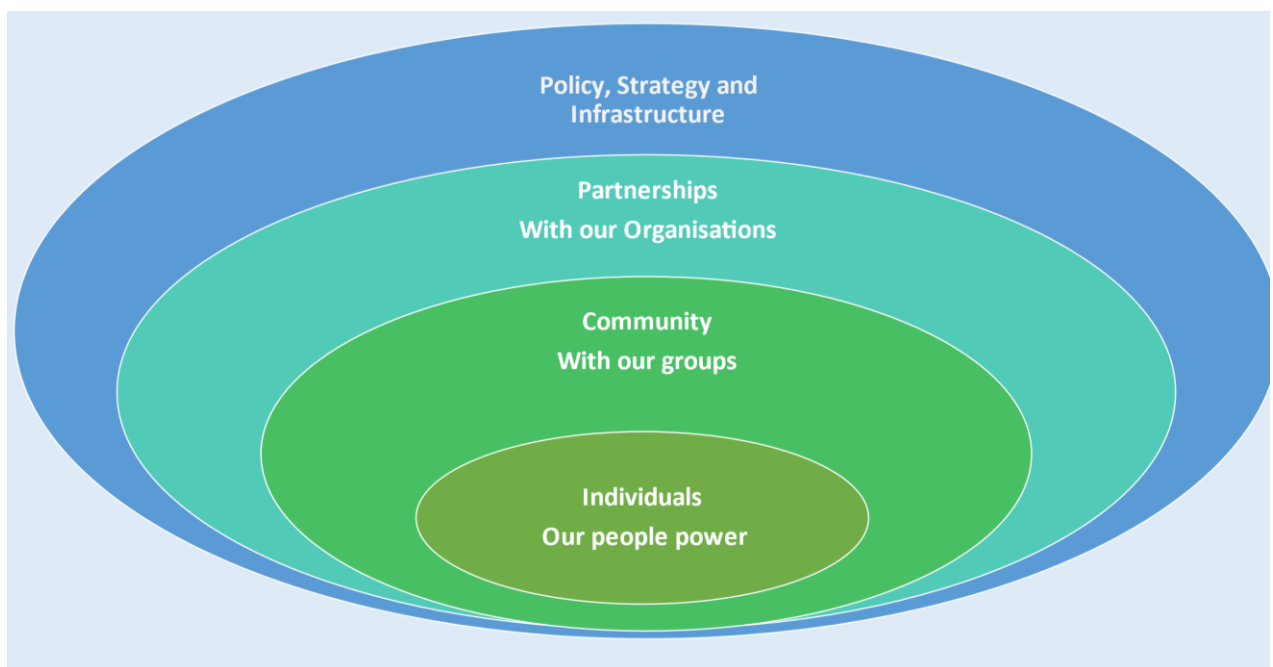 Policy, Strategy and
Infrastructure
Partnerships
With our Organisations
Community
With our groups
Individuals
Our people power